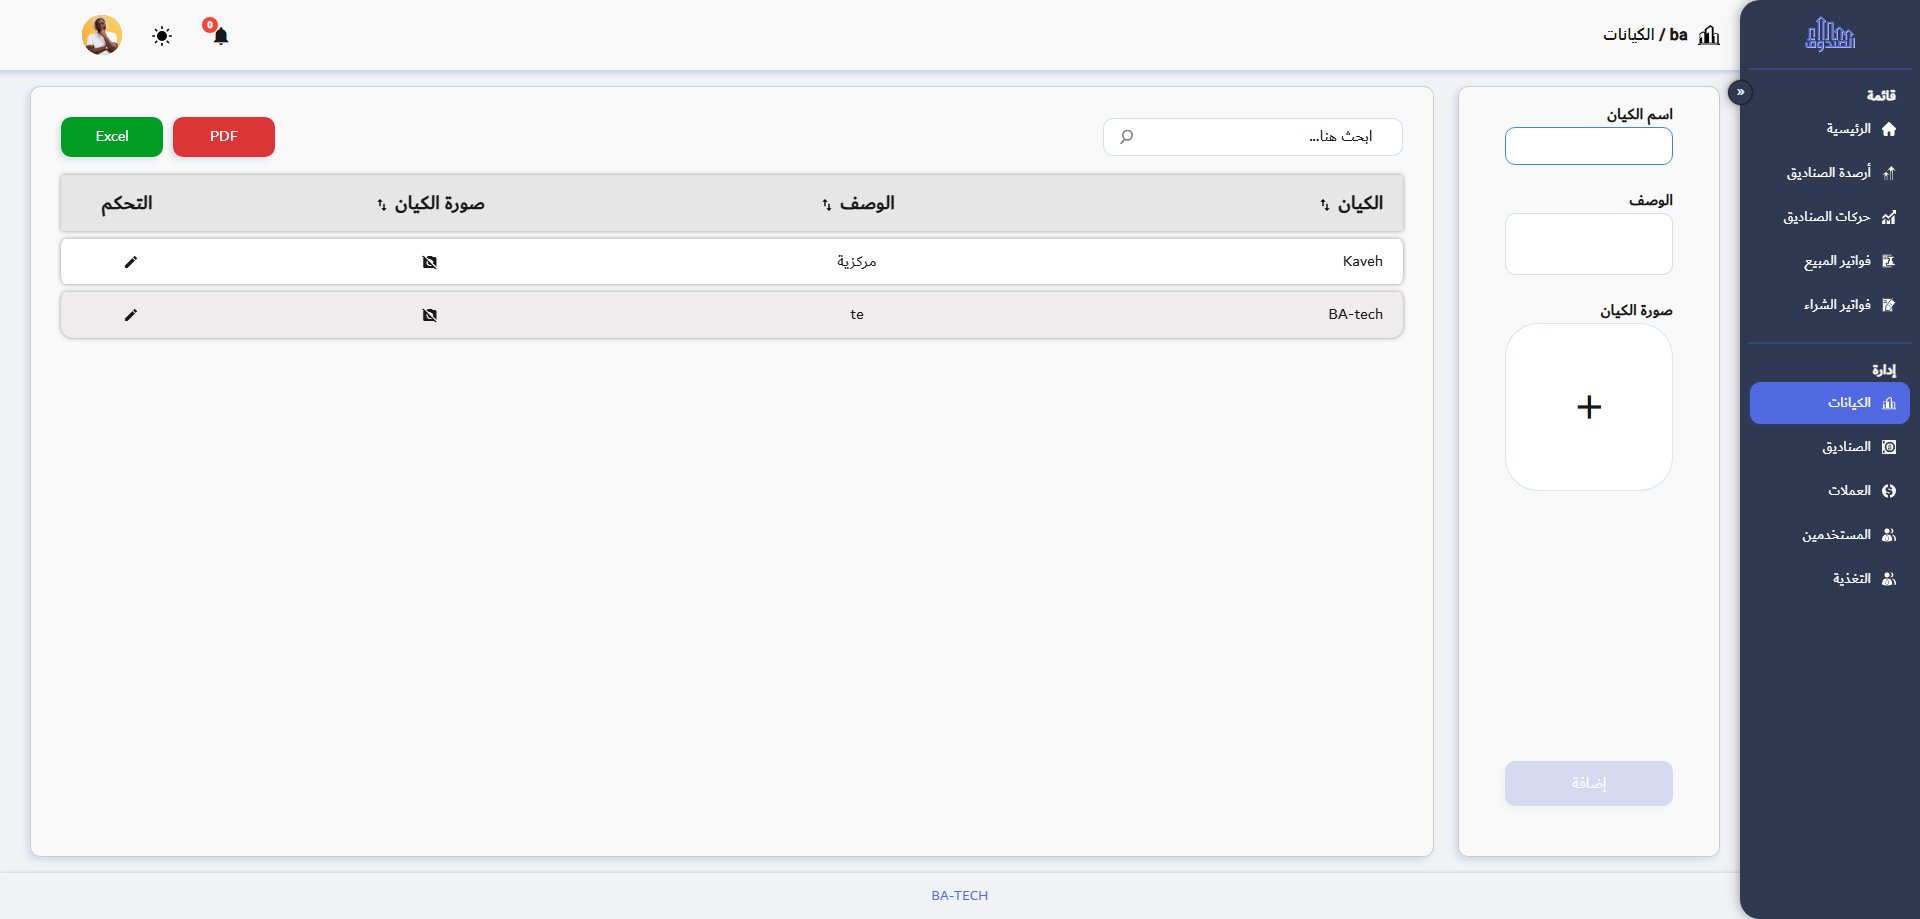 الصندوق
قائمة
الرئيسية
أرصدة الصناديق
حركات الصناديق
فواتير المبيع
فواتير الشراء
إدارة
الكيانات
الصناديق
العملات
المستخدمين
التغذية
»
ba / الكيانات
0
اسم الكيان
الوصف
صورة الكيان
+
إضافة
ابحث هنا...
PDF
Excel
الكيان الوصف صورة الكيان التحكم
Kaveh مركزية
BA-tech te
BA-TECH